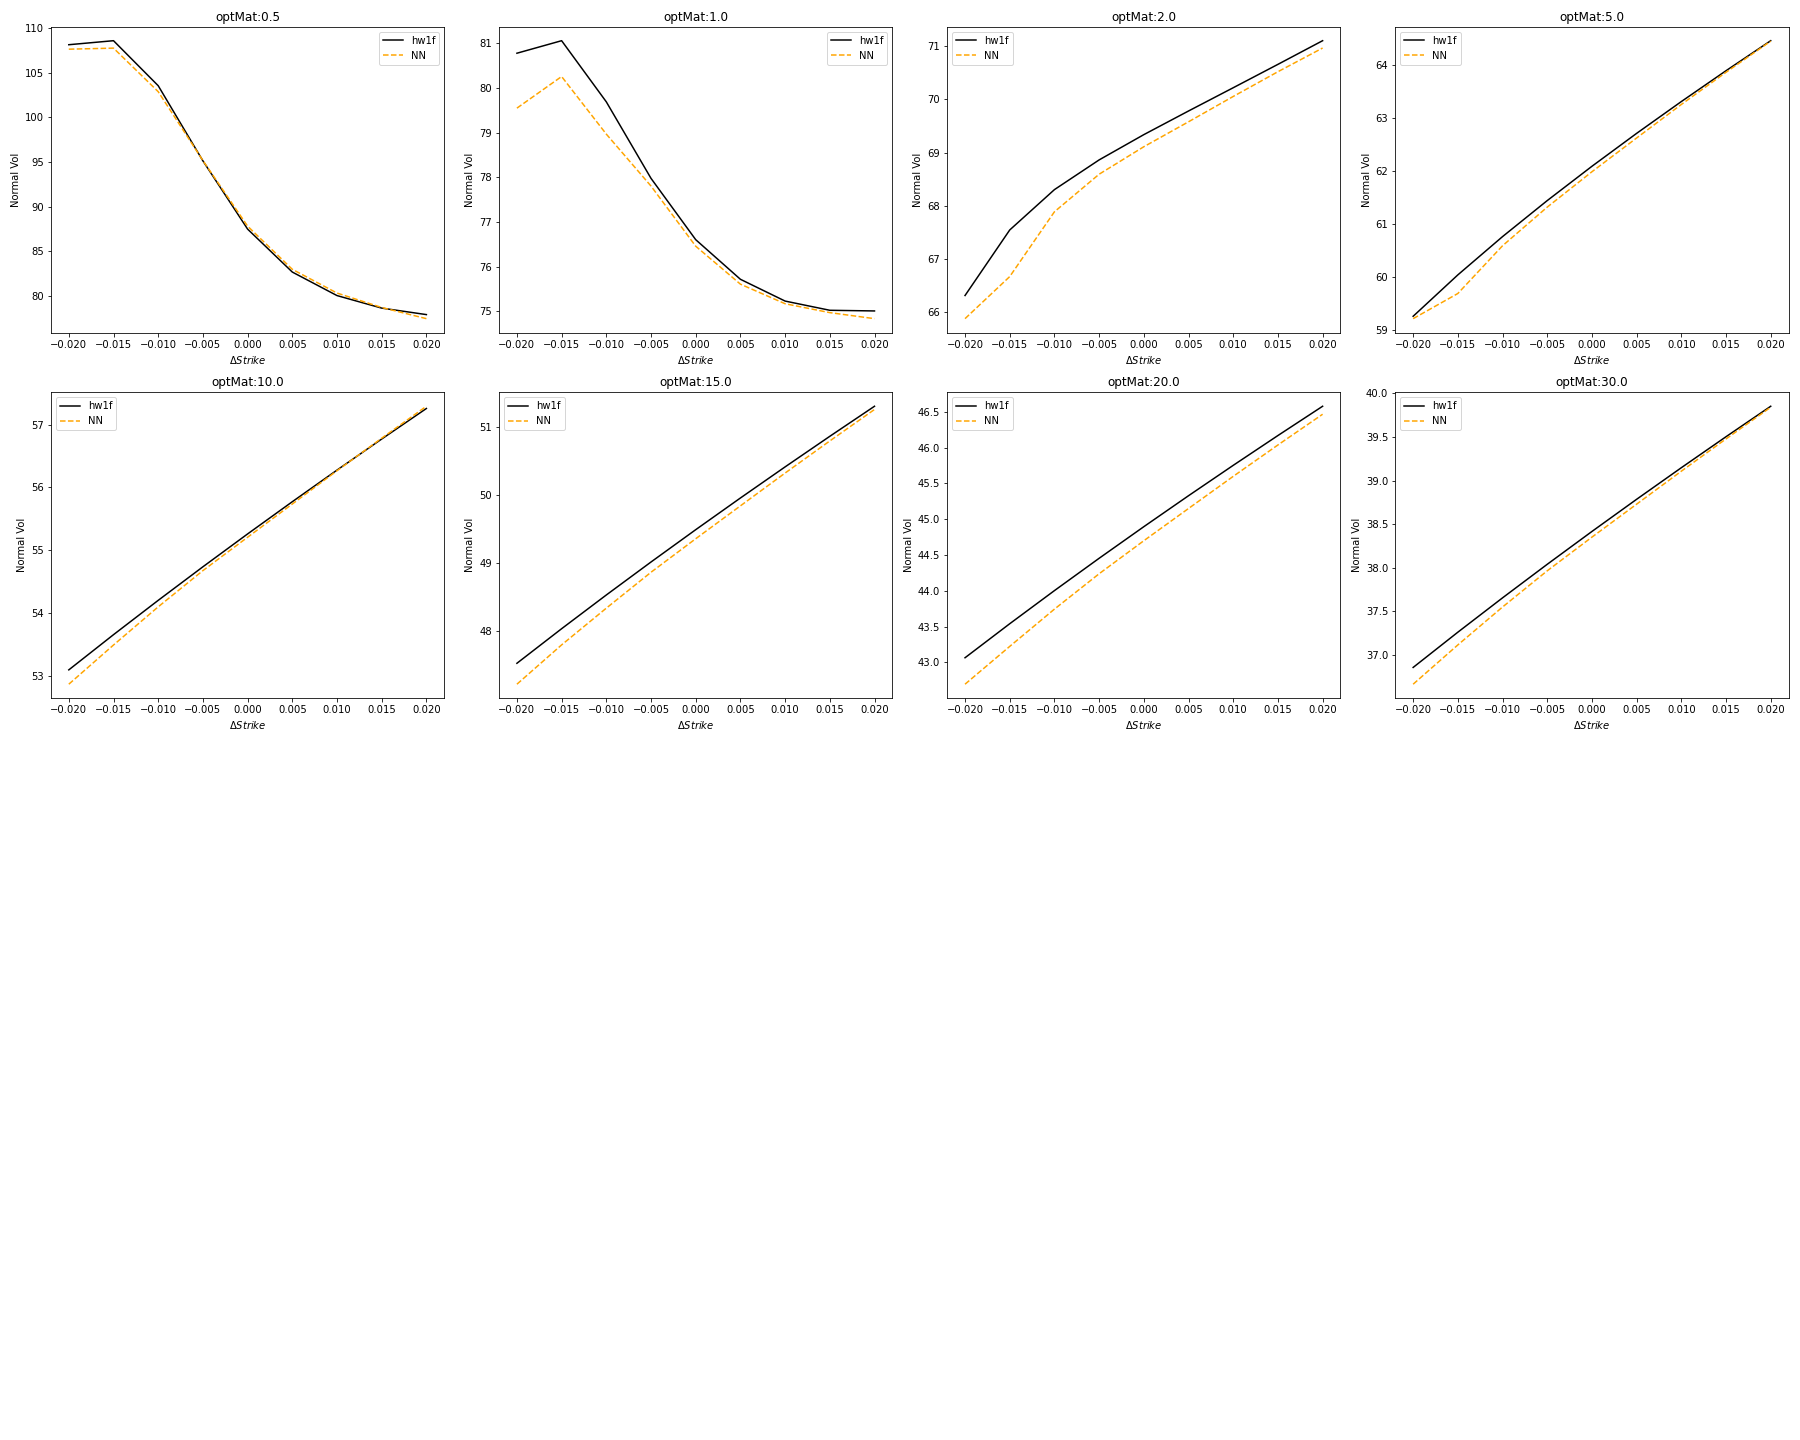 optMat:0.5
110
105
100
95
90
85
80
Normal Vol
hw1f
NN
−0.020 −0.015 −0.010 −0.005 0.000 0.005 0.010 0.015 0.020
ΔStrike
optMat:1.0
81
80
79
78
77
76
75
Normal Vol
hw1f
NN
−0.020 −0.015 −0.010 −0.005 0.000 0.005 0.010 0.015 0.020
ΔStrike
optMat:2.0
71
70
69
68
67
66
Normal Vol
hw1f
NN
−0.020 −0.015 −0.010 −0.005 0.000 0.005 0.010 0.015 0.020
ΔStrike
optMat:5.0
64
63
62
61
60
59
Normal Vol
hw1f
NN
−0.020 −0.015 −0.010 −0.005 0.000 0.005 0.010 0.015 0.020
ΔStrike
optMat:10.0
57
56
55
54
53
Normal Vol
hw1f
NN
−0.020 −0.015 −0.010 −0.005 0.000 0.005 0.010 0.015 0.020
ΔStrike
optMat:15.0
51
50
49
48
Normal Vol
hw1f
NN
−0.020 −0.015 −0.010 −0.005 0.000 0.005 0.010 0.015 0.020
ΔStrike
optMat:20.0
46.5
46.0
45.5
45.0
44.5
44.0
43.5
43.0
Normal Vol
hw1f
NN
−0.020 −0.015 −0.010 −0.005 0.000 0.005 0.010 0.015 0.020
ΔStrike
optMat:30.0
40.0
39.5
39.0
38.5
38.0
37.5
37.0
Normal Vol
hw1f
NN
−0.020 −0.015 −0.010 −0.005 0.000 0.005 0.010 0.015 0.020
ΔStrike